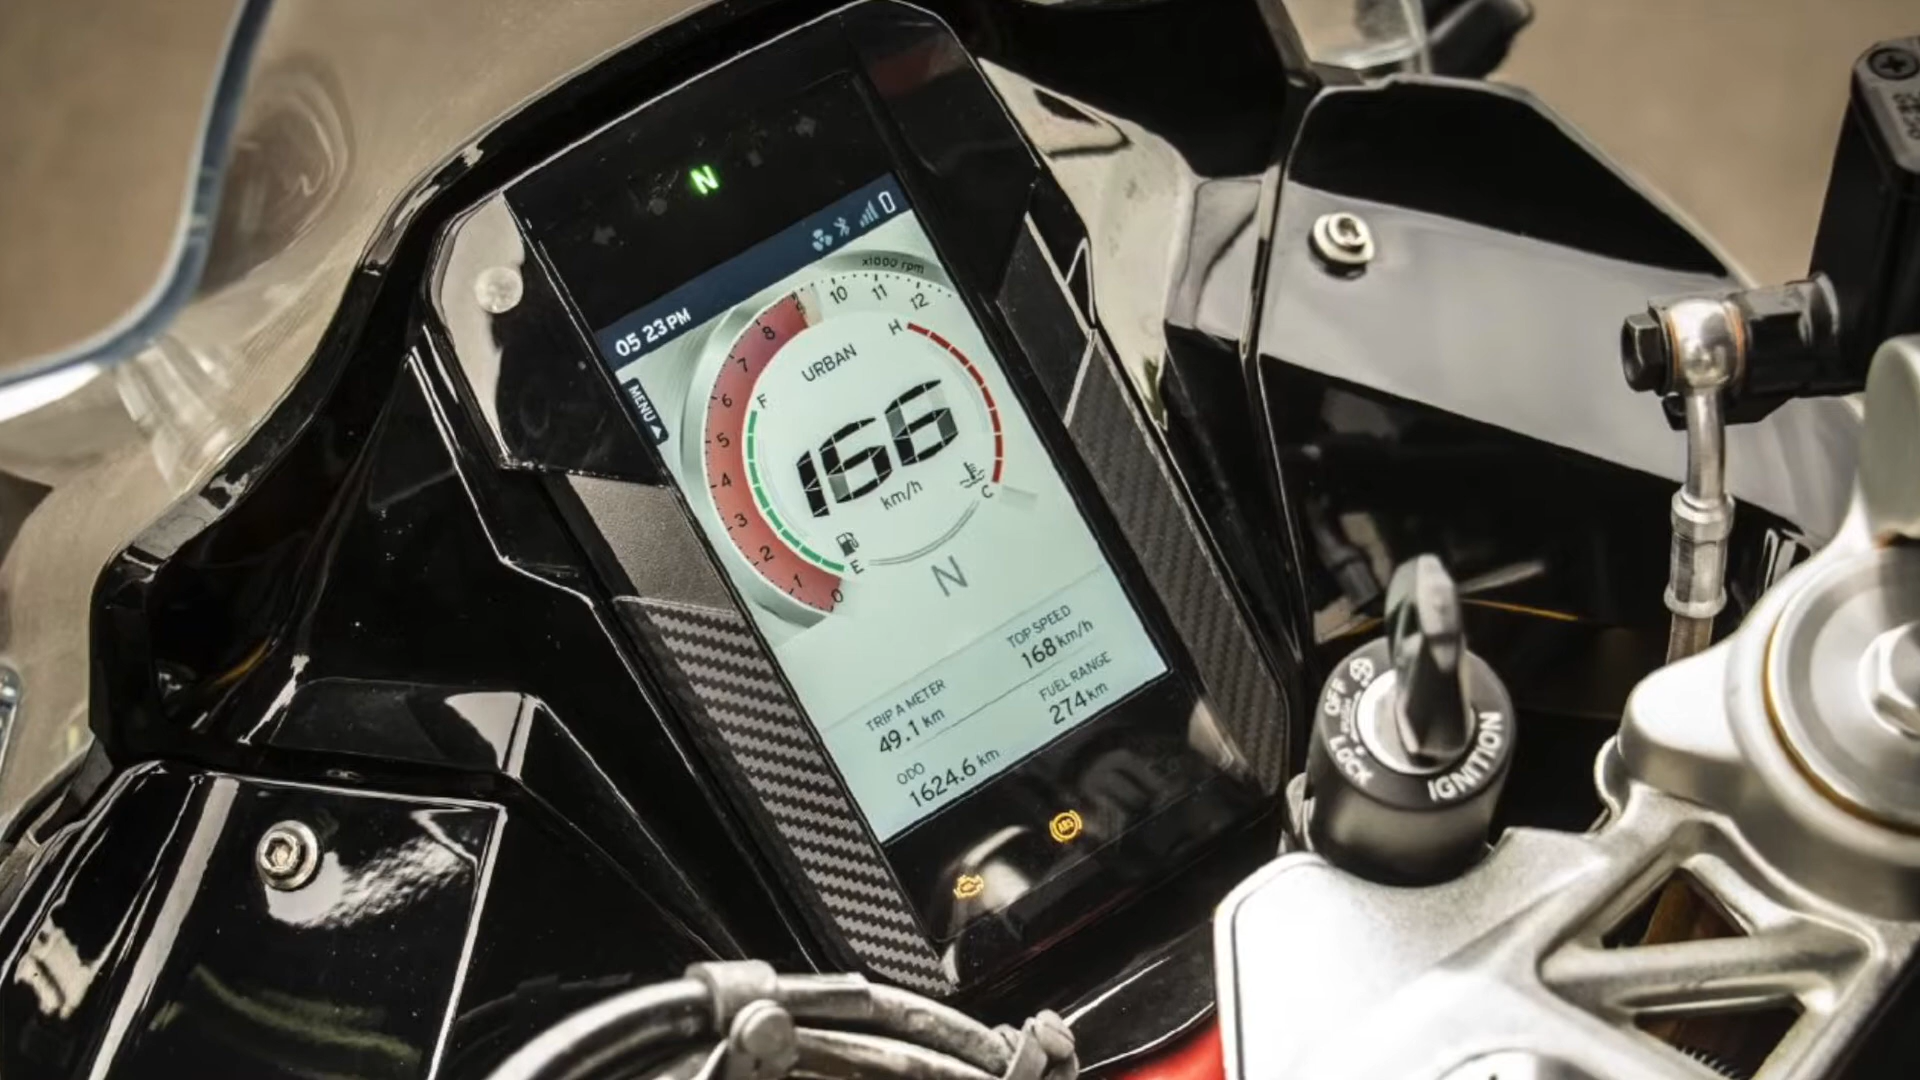 N
05 23 PM
MENU
x1000 rpm
0
1
2
3
4
5
6
7
8
9
10
11
12
URBAN
H
F
166
km/h
C
E
N
TOP SPEED
168 km/h
TRIP A METER
49.1 km
FUEL RANGE
274 km
ODO
1624.6 km
ABS
OFF
LOCK
IGNITION